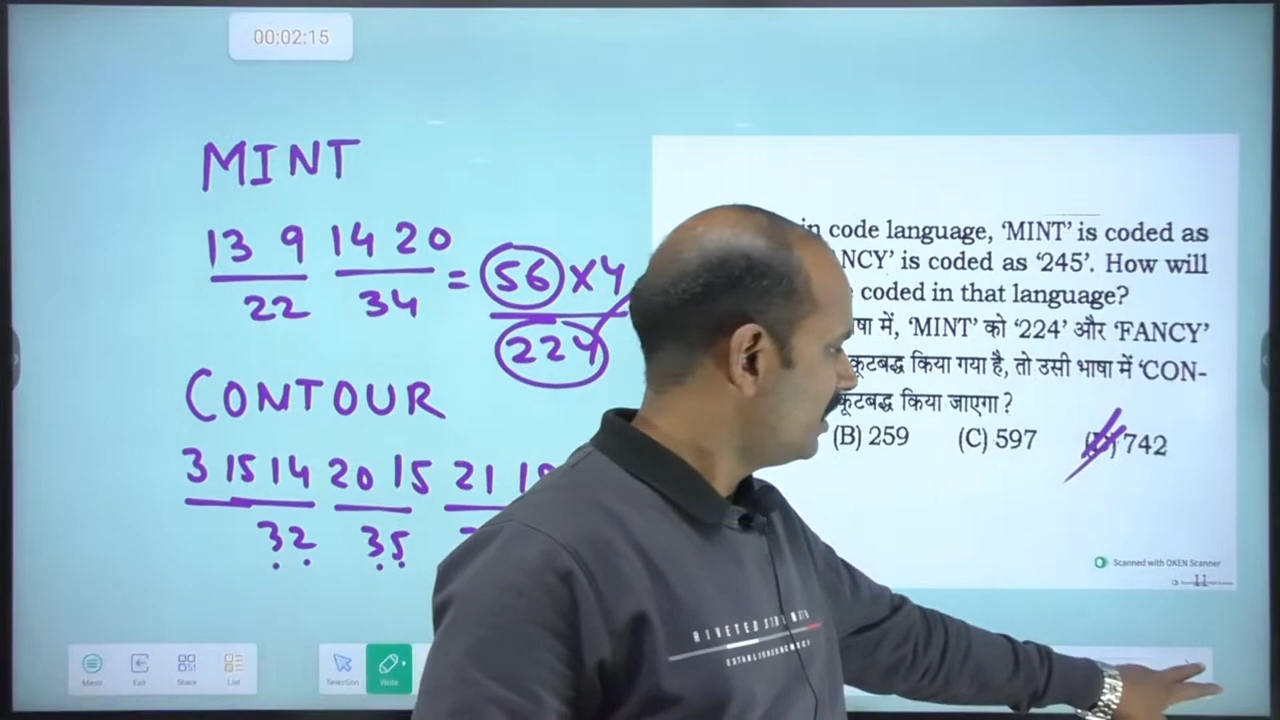 00:02:15
MINT
13 9 14 20
22 34 = 56 × 4
224
CONTOUR
3 15 14 20 15 21
32 35
in code language, ‘MINT’ is coded as
NCY’ is coded as ‘245’. How will
coded in that language?
षा में, ‘MINT’ को ‘224’ और ‘FANCY’
कूटबद्ध किया गया है, तो उसी भाषा में ‘CON-
कूटबद्ध किया जाएगा ?
(B) 259 (C) 597 (D) 742
Scanned with OKEN Scanner
11
Menu Exit Share List Selection Write
RIVETED
ESTABLISHED